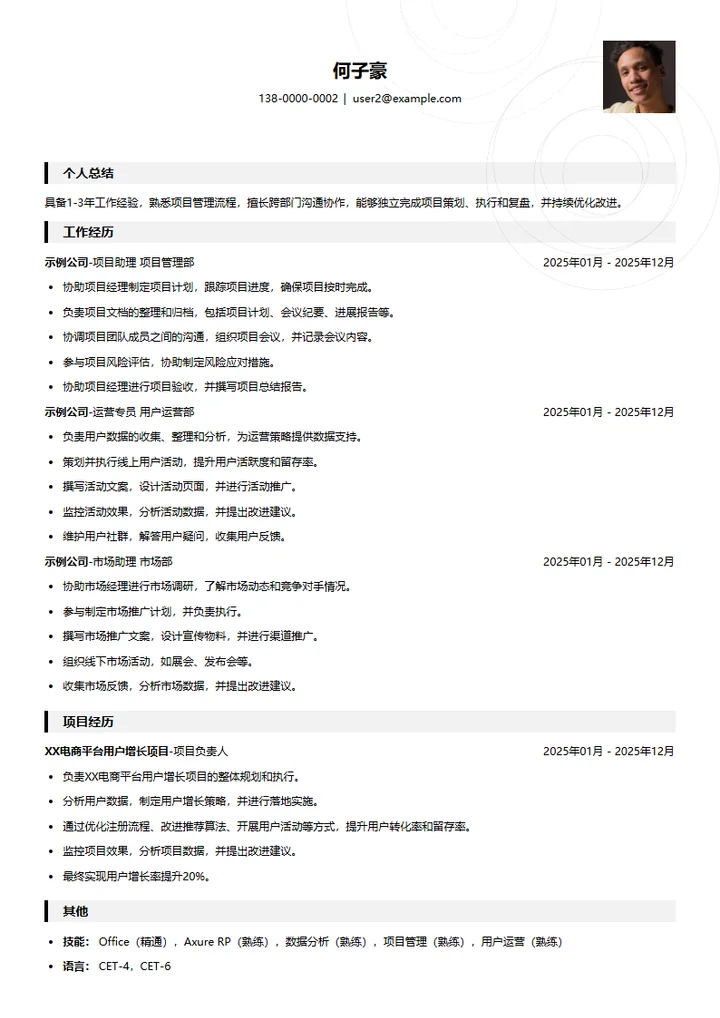 何子豪
138-0000-0002 | user2@example.com
个人总结
具备1-3年工作经验，熟悉项目管理流程，擅长跨部门沟通协作，能够独立完成项目策划、执行和复盘，并持续优化改进。
工作经历
示例公司-项目助理 项目管理部 2025年01月 - 2025年12月
• 协助项目经理制定项目计划，跟踪项目进度，确保项目按时完成。
• 负责项目文档的整理和归档，包括项目计划、会议纪要、进展报告等。
• 协调项目团队成员之间的沟通，组织项目会议，并记录会议内容。
• 参与项目风险评估，协助制定风险应对措施。
• 协助项目经理进行项目验收，并撰写项目总结报告。
示例公司-运营专员 用户运营部 2025年01月 - 2025年12月
• 负责用户数据的收集、整理和分析，为运营策略提供数据支持。
• 策划并执行线上用户活动，提升用户活跃度和留存率。
• 撰写活动文案，设计活动页面，并进行活动推广。
• 监控活动效果，分析活动数据，并提出改进建议。
• 维护用户社群，解答用户疑问，收集用户反馈。
示例公司-市场助理 市场部 2025年01月 - 2025年12月
• 协助市场经理进行市场调研，了解市场动态和竞争对手情况。
• 参与制定市场推广计划，并负责执行。
• 撰写市场推广文案，设计宣传物料，并进行渠道推广。
• 组织线下市场活动，如展会、发布会等。
• 收集市场反馈，分析市场数据，并提出改进建议。
项目经历
XX电商平台用户增长项目-项目负责人 2025年01月 - 2025年12月
• 负责XX电商平台用户增长项目的整体规划和执行。
• 分析用户数据，制定用户增长策略，并进行落地实施。
• 通过优化注册流程、改进推荐算法、开展用户活动等方式，提升用户转化率和留存率。
• 监控项目效果，分析项目数据，并提出改进建议。
• 最终实现用户增长率提升20%。
其他
• 技能： Office（精通）, Axure RP（熟练）, 数据分析（熟练）, 项目管理（熟练）, 用户运营（熟练）
• 语言： CET-4，CET-6